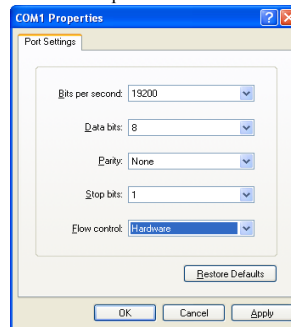 COM1 Properties
Port Settings
Bits per second: 19200
Data bits: 8
Parity: None
Stop bits: 1
Flow control: Hardware
Restore Defaults
OK Cancel Apply